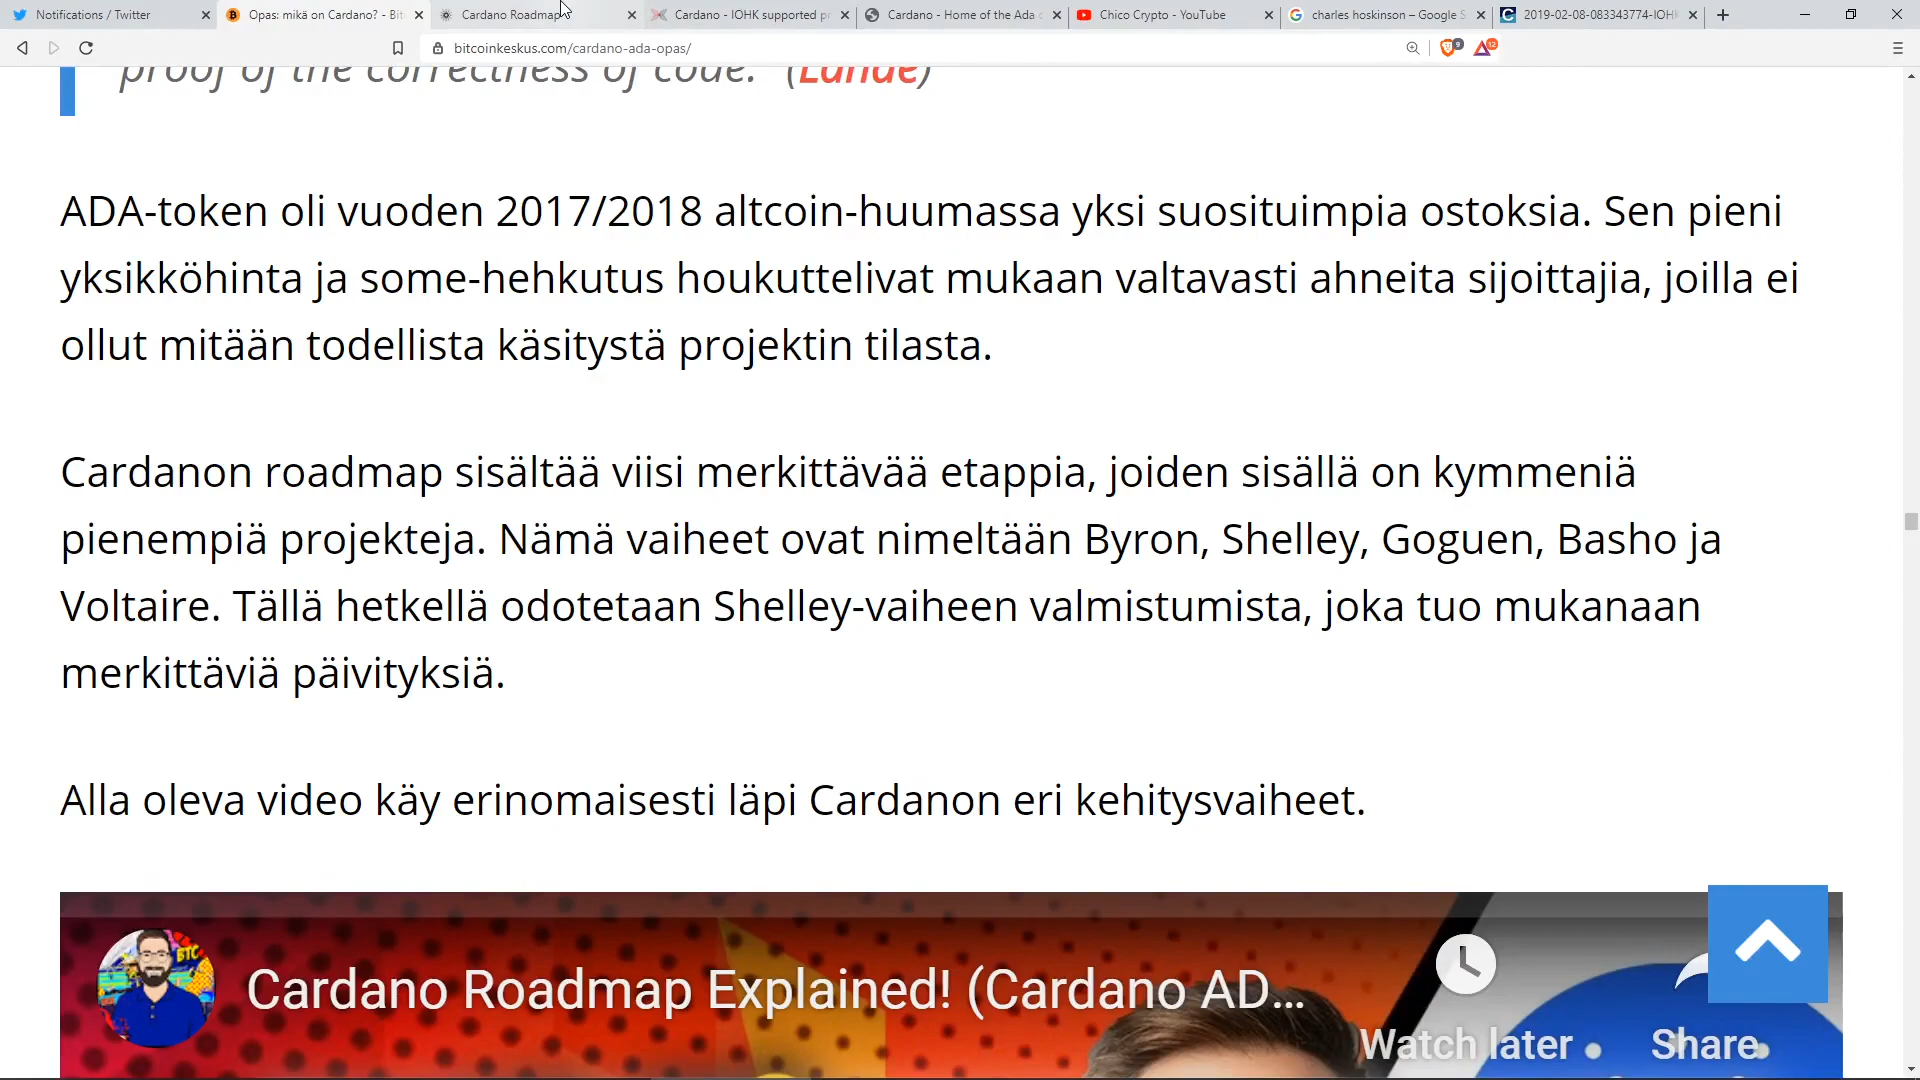 Notifications / Twitter
Opas: mikä on Cardano? - Bit
Cardano Roadmap
Cardano - IOHK supported pr
Cardano - Home of the Ada c
Chico Crypto - YouTube
charles hoskinson – Google S
2019-02-08-083343774-IOHK
bitcoinkeskus.com/cardano-ada-opas/
9
12
proof of the correctness of code." (Lunde)
ADA-token oli vuoden 2017/2018 altcoin-huumassa yksi suosituimpia ostoksia. Sen pieni
yksikköhinta ja some-hehkutus houkuttelivat mukaan valtavasti ahneita sijoittajia, joilla ei
ollut mitään todellista käsitystä projektin tilasta.
Cardanon roadmap sisältää viisi merkittävää etappia, joiden sisällä on kymmeniä
pienempiä projekteja. Nämä vaiheet ovat nimeltään Byron, Shelley, Goguen, Basho ja
Voltaire. Tällä hetkellä odotetaan Shelley-vaiheen valmistumista, joka tuo mukanaan
merkittäviä päivityksiä.
Alla oleva video käy erinomaisesti läpi Cardanon eri kehitysvaiheet.
BTC
Cardano Roadmap Explained! (Cardano AD...
Watch later
Share